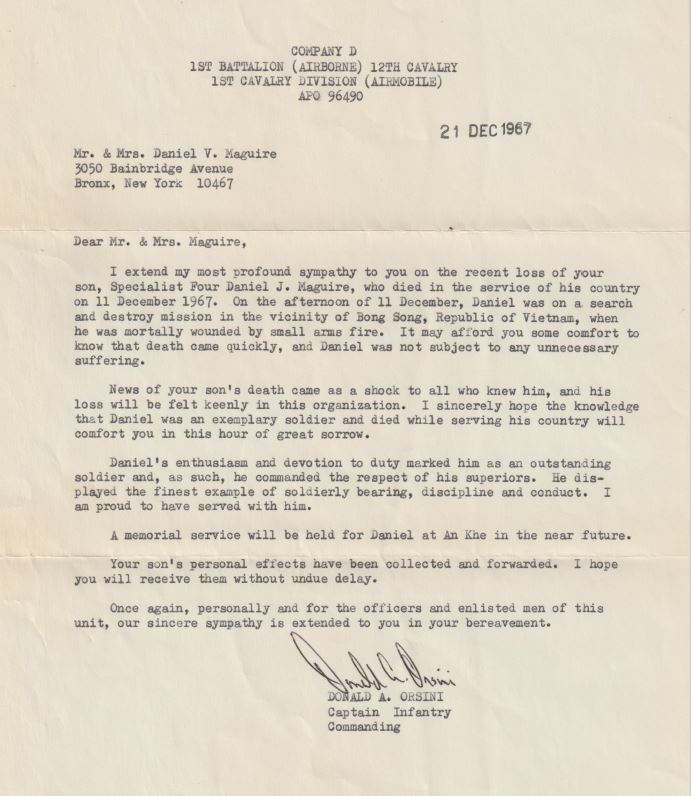 COMPANY D
1ST BATTALION (AIRBORNE) 12TH CAVALRY
1ST CAVALRY DIVISION (AIRMOBILE)
APO 96490
21 DEC 1967
Mr. & Mrs. Daniel V. Maguire
3050 Bainbridge Avenue
Bronx, New York 10467
Dear Mr. & Mrs. Maguire,
I extend my most profound sympathy to you on the recent loss of your
son, Specialist Four Daniel J. Maguire, who died in the service of his country
on 11 December 1967. On the afternoon of 11 December, Daniel was on a search
and destroy mission in the vicinity of Bong Song, Republic of Vietnam, when
he was mortally wounded by small arms fire. It may afford you some comfort to
know that death came quickly, and Daniel was not subject to any unnecessary
suffering.
News of your son's death came as a shock to all who knew him, and his
loss will be felt keenly in this organization. I sincerely hope the knowledge
that Daniel was an exemplary soldier and died while serving his country will
comfort you in this hour of great sorrow.
Daniel's enthusiasm and devotion to duty marked him as an outstanding
soldier and, as such, he commanded the respect of his superiors. He dis-
played the finest example of soldierly bearing, discipline and conduct. I
am proud to have served with him.
A memorial service will be held for Daniel at An Khe in the near future.
Your son's personal effects have been collected and forwarded. I hope
you will receive them without undue delay.
Once again, personally and for the officers and enlisted men of this
unit, our sincere sympathy is extended to you in your bereavement.
Donald A. Orsini
DONALD A. ORSINI
Captain Infantry
Commanding